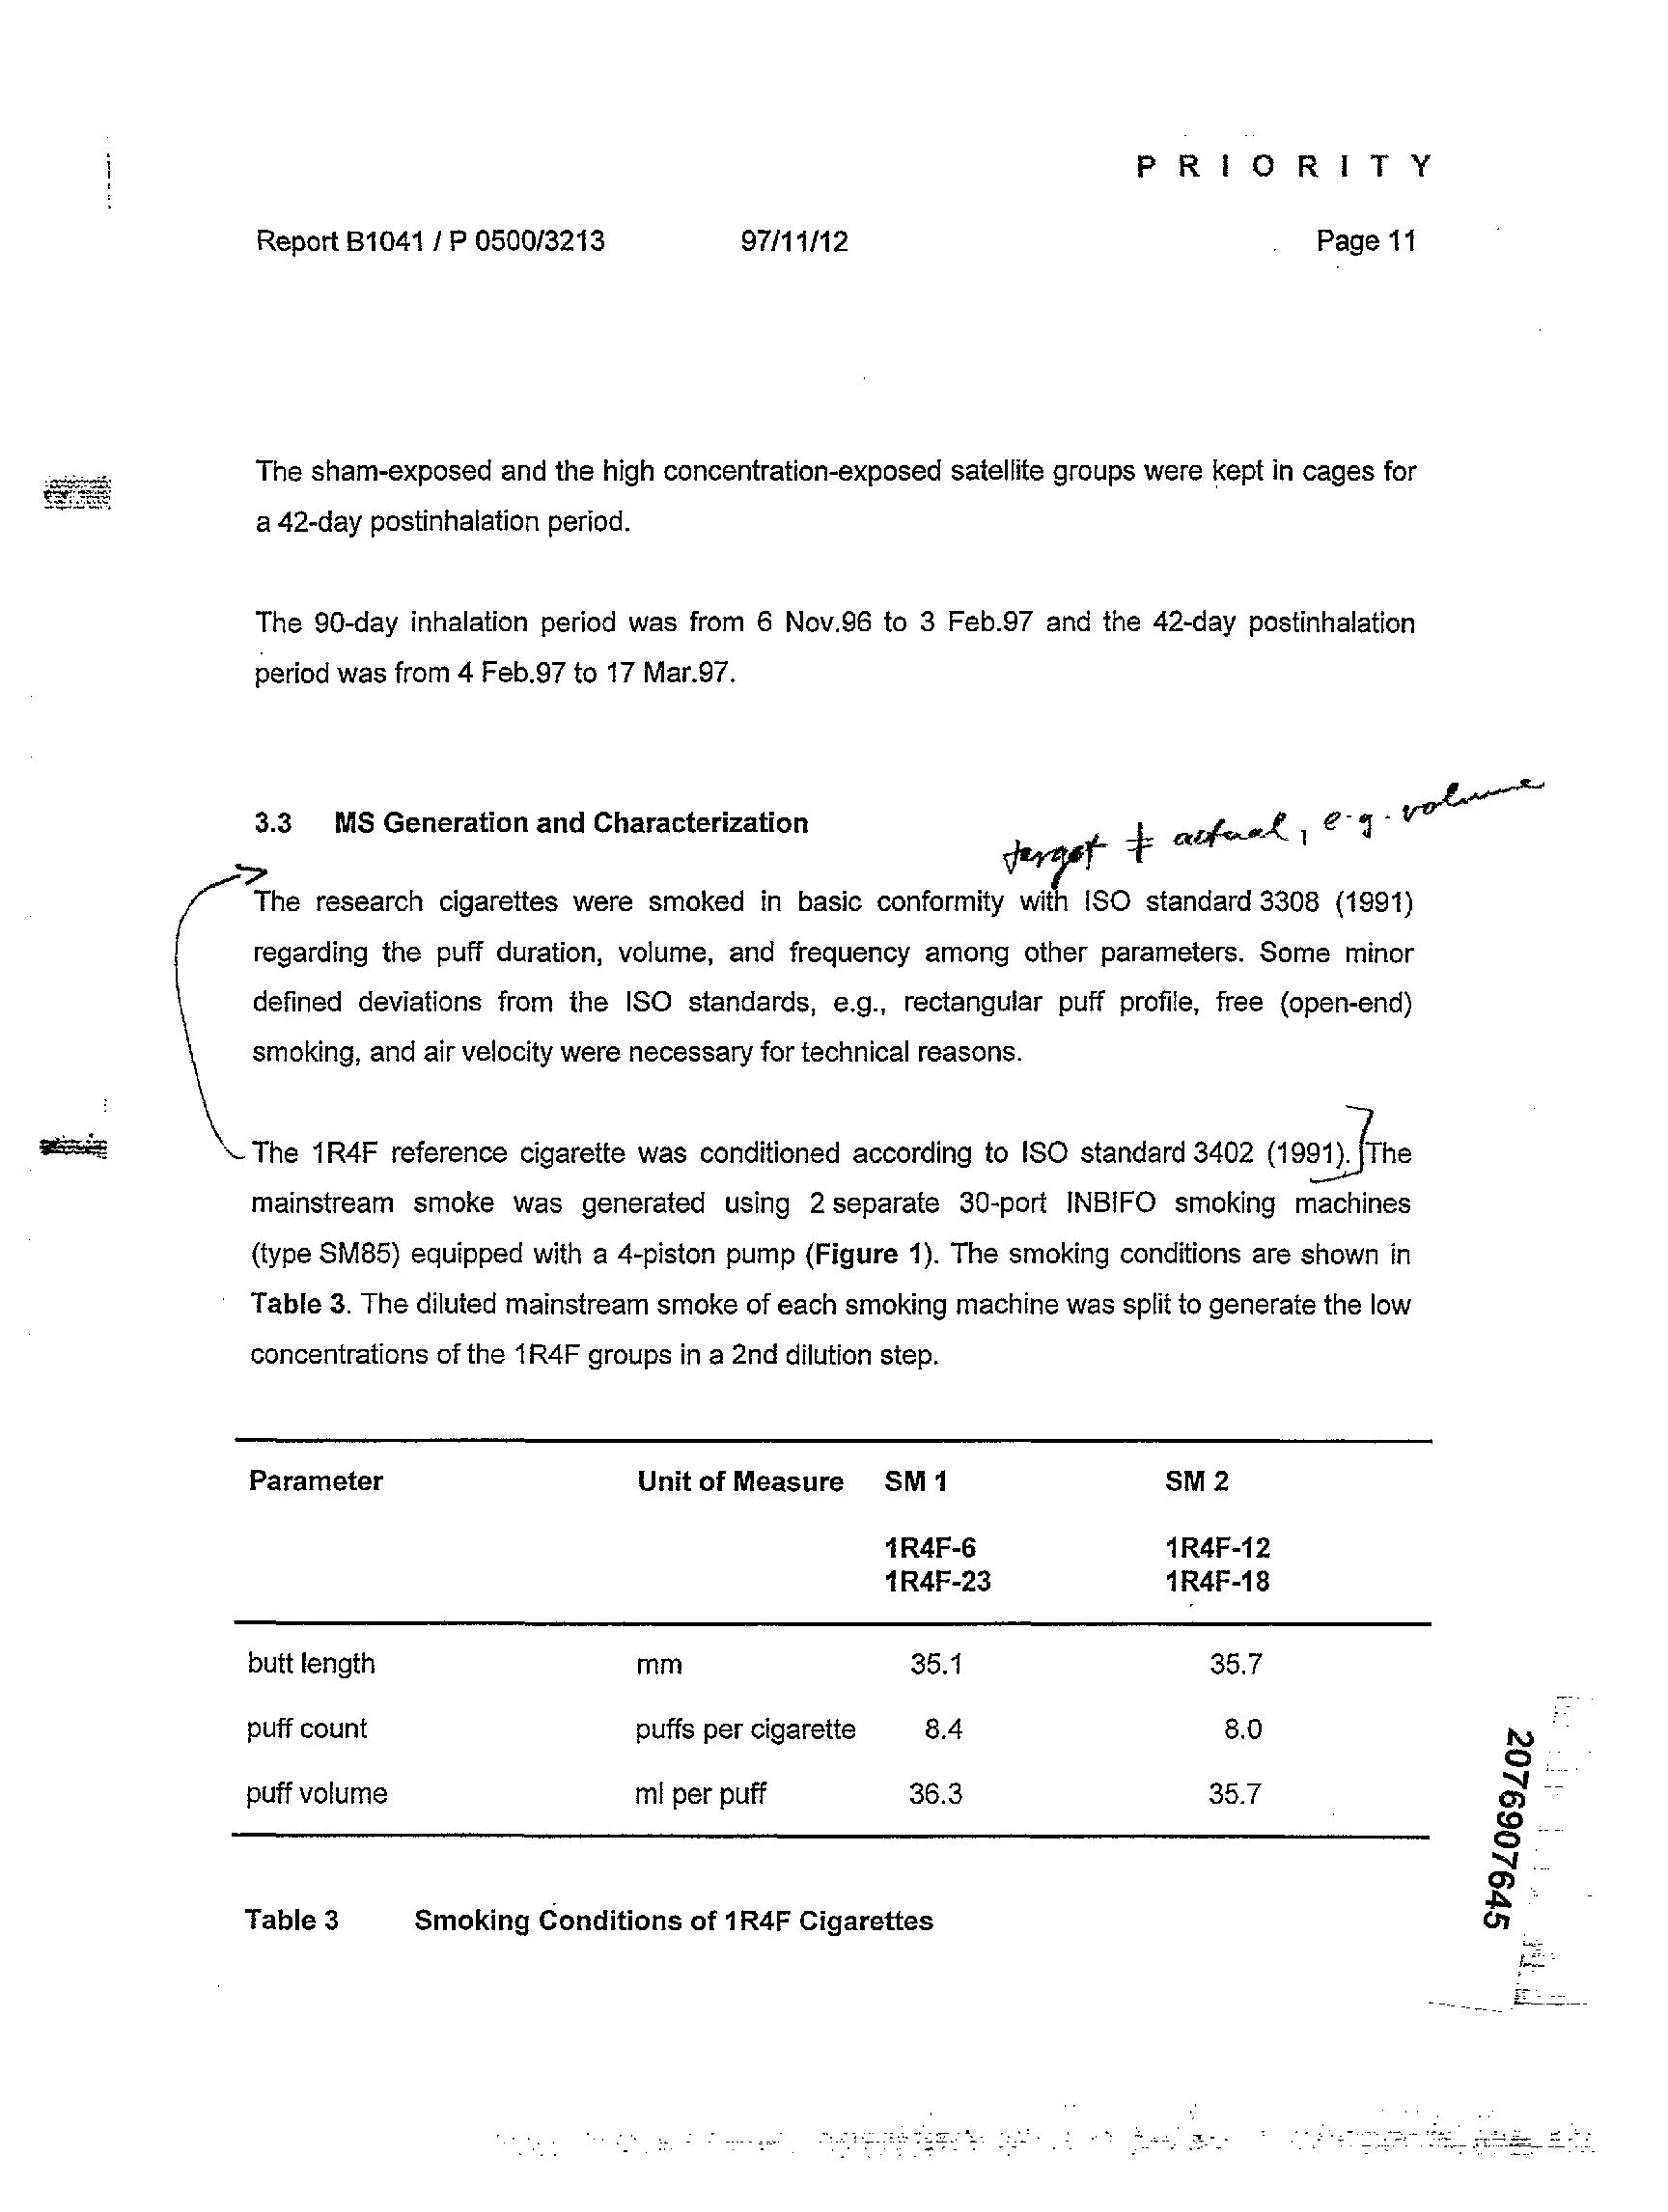 P R I O R I T Y
Report B1041 / P 0500/3213 97/11/12 Page 11
The sham-exposed and the high concentration-exposed satellite groups were kept in cages for
a 42-day postinhalation period.
The 90-day inhalation period was from 6 Nov.96 to 3 Feb.97 and the 42-day postinhalation
period was from 4 Feb.97 to 17 Mar.97.
3.3 MS Generation and Characterization
target ≠ actual, e.g. volume
The research cigarettes were smoked in basic conformity with ISO standard 3308 (1991)
regarding the puff duration, volume, and frequency among other parameters. Some minor
defined deviations from the ISO standards, e.g., rectangular puff profile, free (open-end)
smoking, and air velocity were necessary for technical reasons.
The 1R4F reference cigarette was conditioned according to ISO standard 3402 (1991). The
mainstream smoke was generated using 2 separate 30-port INBIFO smoking machines
(type SM85) equipped with a 4-piston pump (Figure 1). The smoking conditions are shown in
Table 3. The diluted mainstream smoke of each smoking machine was split to generate the low
concentrations of the 1R4F groups in a 2nd dilution step.
Parameter Unit of Measure SM 1 SM 2
1R4F-6 1R4F-12
1R4F-23 1R4F-18
butt length mm 35.1 35.7
puff count puffs per cigarette 8.4 8.0
puff volume ml per puff 36.3 35.7
Table 3 Smoking Conditions of 1R4F Cigarettes
2076907645